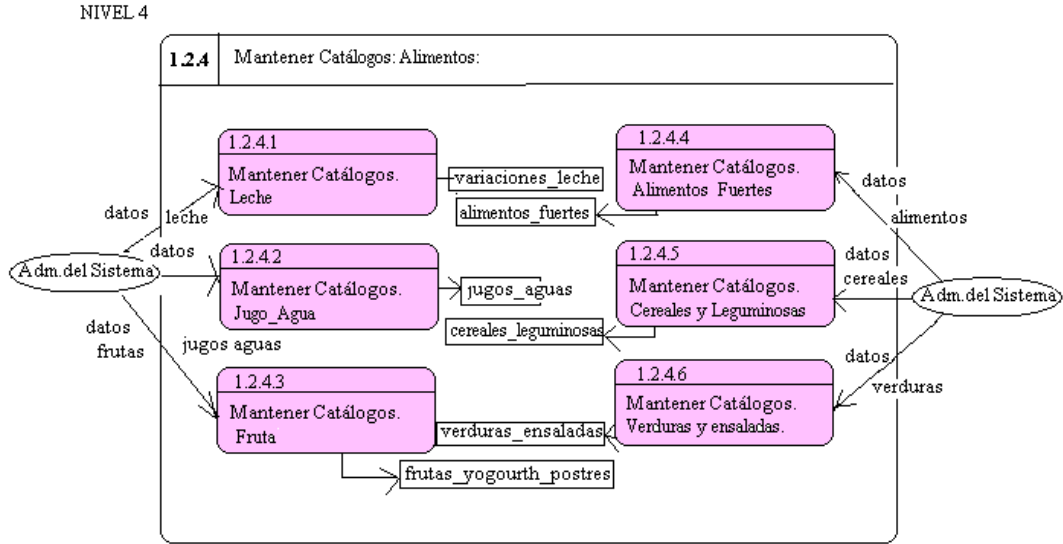 NIVEL 4
1.2.4
Mantener Catálogos: Alimentos:
1.2.4.1
Mantener Catálogos.
Leche
variaciones_leche
alimentos_fuertes
1.2.4.4
Mantener Catálogos.
Alimentos Fuertes
datos
leche
datos
alimentos
datos
Adm.del Sistema
1.2.4.2
Mantener Catálogos.
Jugo_Agua
jugos_aguas
cereales_leguminosas
1.2.4.5
Mantener Catálogos.
Cereales y Leguminosas
datos
cereales
Adm.del Sistema
datos
frutas
jugos aguas
1.2.4.3
Mantener Catálogos.
Fruta
verduras_ensaladas
frutas_yogourth_postres
1.2.4.6
Mantener Catálogos.
Verduras y ensaladas.
datos
verduras